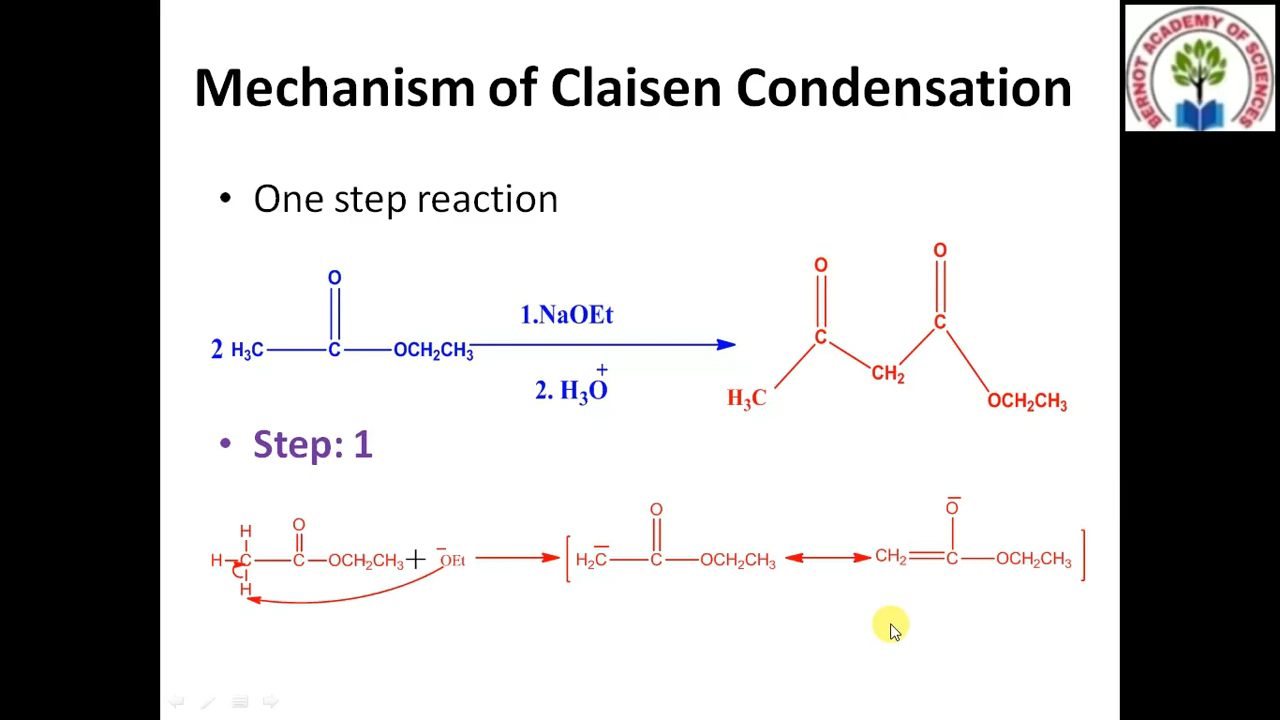 Mechanism of Claisen Condensation
BERNOT ACADEMY OF SCIENCES
• One step reaction
O
O
1.NaOEt
2 H₃C C OCH₂CH₃
C
C
CH₂
+
2. H₃O
H₃C
OCH₂CH₃
• Step: 1
H
O
O
O
H C C OCH₂CH₃ + OEt
H₂C C OCH₂CH₃
CH₂ C OCH₂CH₃
H